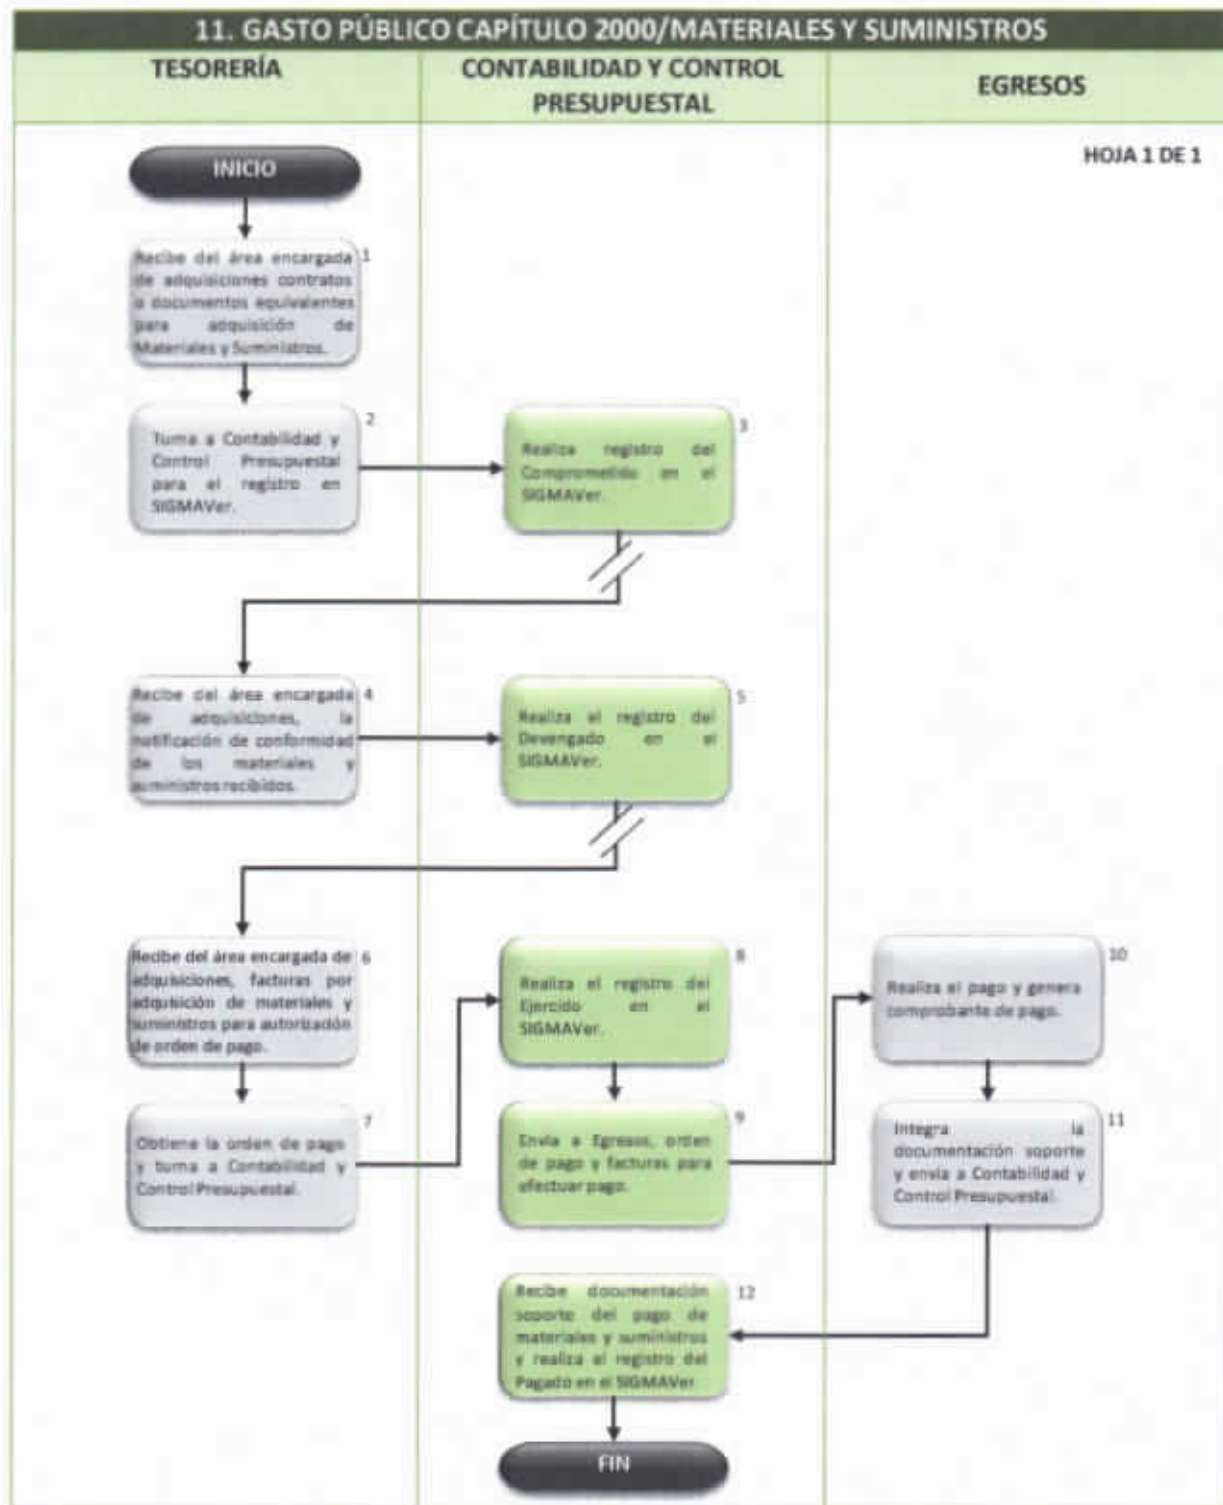 11. GASTO PÚBLICO CAPÍTULO 2000/MATERIALES Y SUMINISTROS
TESORERÍA
CONTABILIDAD Y CONTROL
PRESUPUESTAL
EGRESOS
HOJA 1 DE 1
INICIO
1
Recibe del área encargada
de adquisiciones contratos
o documentos equivalentes
para adquisición de
Materiales y Suministros.
2
Turna a Contabilidad y
Control Presupuestal
para el registro en
SIGMAVer.
3
Realiza registro del
Comprometido en el
SIGMAVer.
4
Recibe del área encargada
de adquisiciones, la
notificación de conformidad
de los materiales y
suministros recibidos.
5
Realiza el registro del
Devengado en el
SIGMAVer.
6
Recibe del área encargada de
adquisiciones, facturas por
adquisición de materiales y
suministros para autorización
de orden de pago.
7
Obtiene la orden de pago
y turna a Contabilidad y
Control Presupuestal.
8
Realiza el registro del
Ejercido en el
SIGMAVer.
9
Envía a Egresos, orden
de pago y facturas para
efectuar pago.
10
Realiza el pago y genera
comprobante de pago.
11
Integra la
documentación soporte
y envía a Contabilidad y
Control Presupuestal.
12
Recibe documentación
soporte del pago de
materiales y suministros
y realiza el registro del
Pagado en el SIGMAVer
FIN